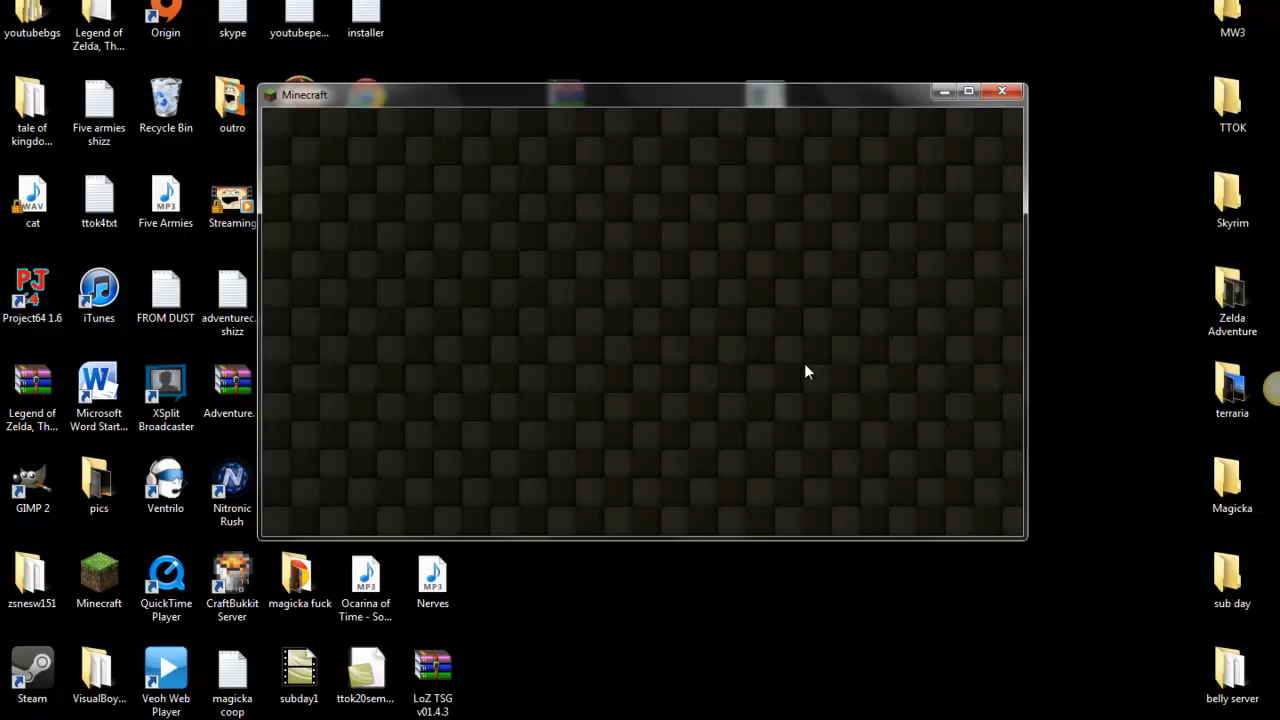 youtubebgs
Legend of
Zelda, Th...
Origin
skype
youtubepe...
installer
MW3
Minecraft
tale of
kingdo...
Five armies
shizz
Recycle Bin
outro
TTOK
cat
ttok4txt
Five Armies
Streaming
Skyrim
Project64 1.6
iTunes
FROM DUST
adventurec...
shizz
Zelda
Adventure
Legend of
Zelda, Th...
Microsoft
Word Start...
XSplit
Broadcaster
Adventure...
terraria
GIMP 2
pics
Ventrilo
Nitronic
Rush
Magicka
zsnesw151
Minecraft
QuickTime
Player
CraftBukkit
Server
magicka fuck
Ocarina of
Time - So...
Nerves
sub day
Steam
VisualBoy...
Veoh Web
Player
magicka
coop
subday1
ttok20sem...
LoZ TSG
v01.4.3
belly server